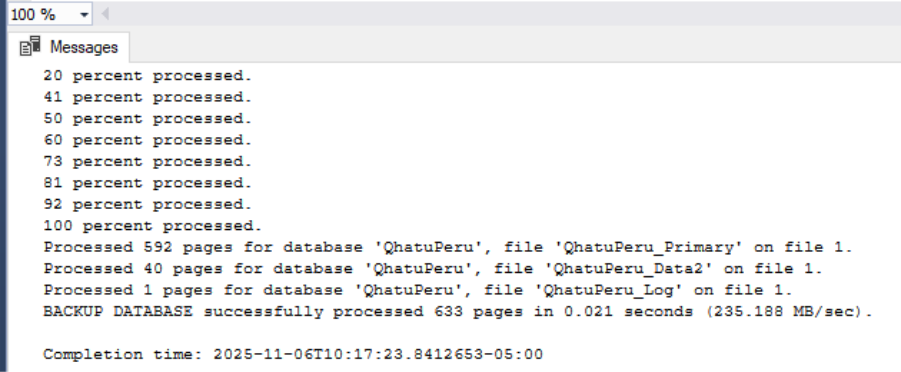 100 %
Messages
20 percent processed.
41 percent processed.
50 percent processed.
60 percent processed.
73 percent processed.
81 percent processed.
92 percent processed.
100 percent processed.
Processed 592 pages for database 'QhatuPeru', file 'QhatuPeru_Primary' on file 1.
Processed 40 pages for database 'QhatuPeru', file 'QhatuPeru_Data2' on file 1.
Processed 1 pages for database 'QhatuPeru', file 'QhatuPeru_Log' on file 1.
BACKUP DATABASE successfully processed 633 pages in 0.021 seconds (235.188 MB/sec).
Completion time: 2025-11-06T10:17:23.8412653-05:00